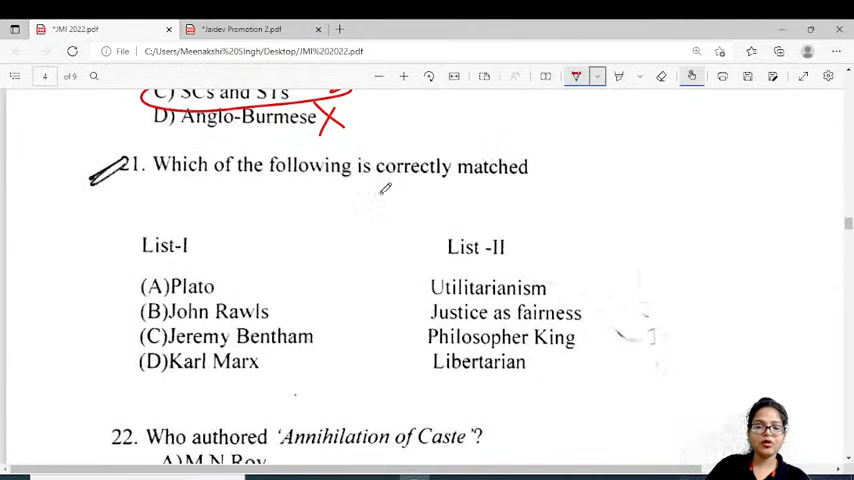 *JMI 2022.pdf
*Jaidev Promotion 2.pdf
File C:/Users/Meenakshi%20SIngh/Desktop/JMI%202022.pdf
4 of 9
C) SCs and STs
D) Anglo-Burmese
21. Which of the following is correctly matched
List-I List -II
(A)Plato Utilitarianism
(B)John Rawls Justice as fairness
(C)Jeremy Bentham Philosopher King
(D)Karl Marx Libertarian
22. Who authored 'Annihilation of Caste'?
A)M.N.Roy